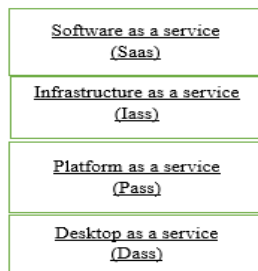 Software as a service
(Saas)
Infrastructure as a service
(Iass)
Platform as a service
(Pass)
Desktop as a service
(Dass)